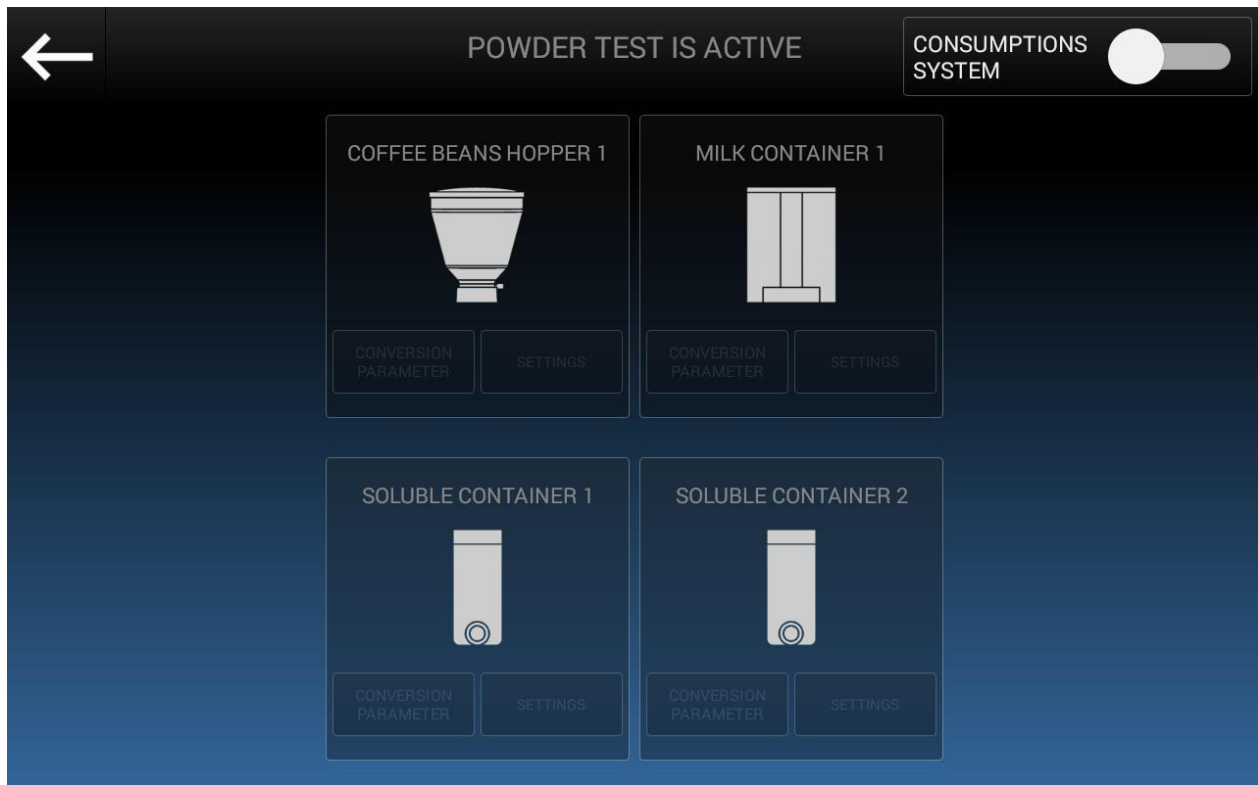 POWDER TEST IS ACTIVE
CONSUMPTIONS
SYSTEM
COFFEE BEANS HOPPER 1
MILK CONTAINER 1
CONVERSION
PARAMETER
SETTINGS
CONVERSION
PARAMETER
SETTINGS
SOLUBLE CONTAINER 1
SOLUBLE CONTAINER 2
CONVERSION
PARAMETER
SETTINGS
CONVERSION
PARAMETER
SETTINGS